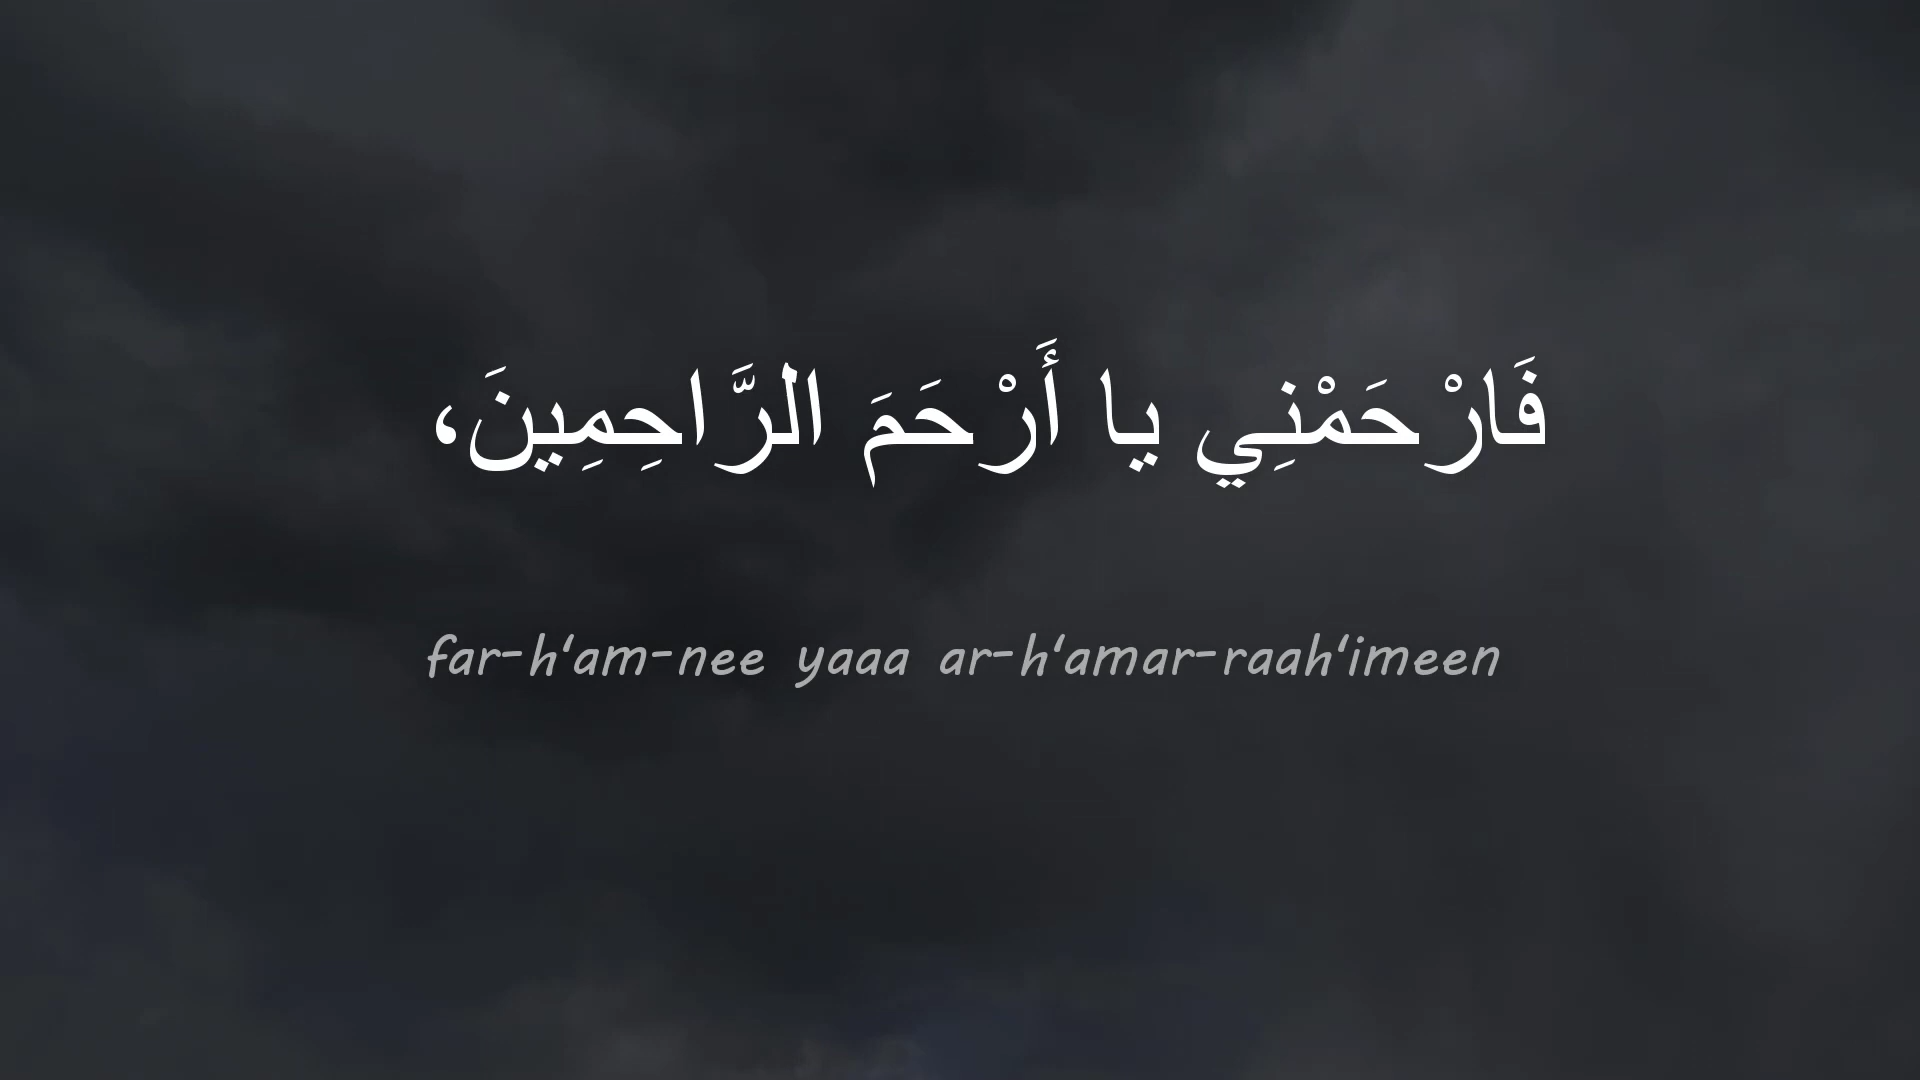 فَارْحَمْنِي يا أَرْحَمَ الرَّاحِمِينَ،
far-h'am-nee yaaa ar-h'amar-raah'imeen